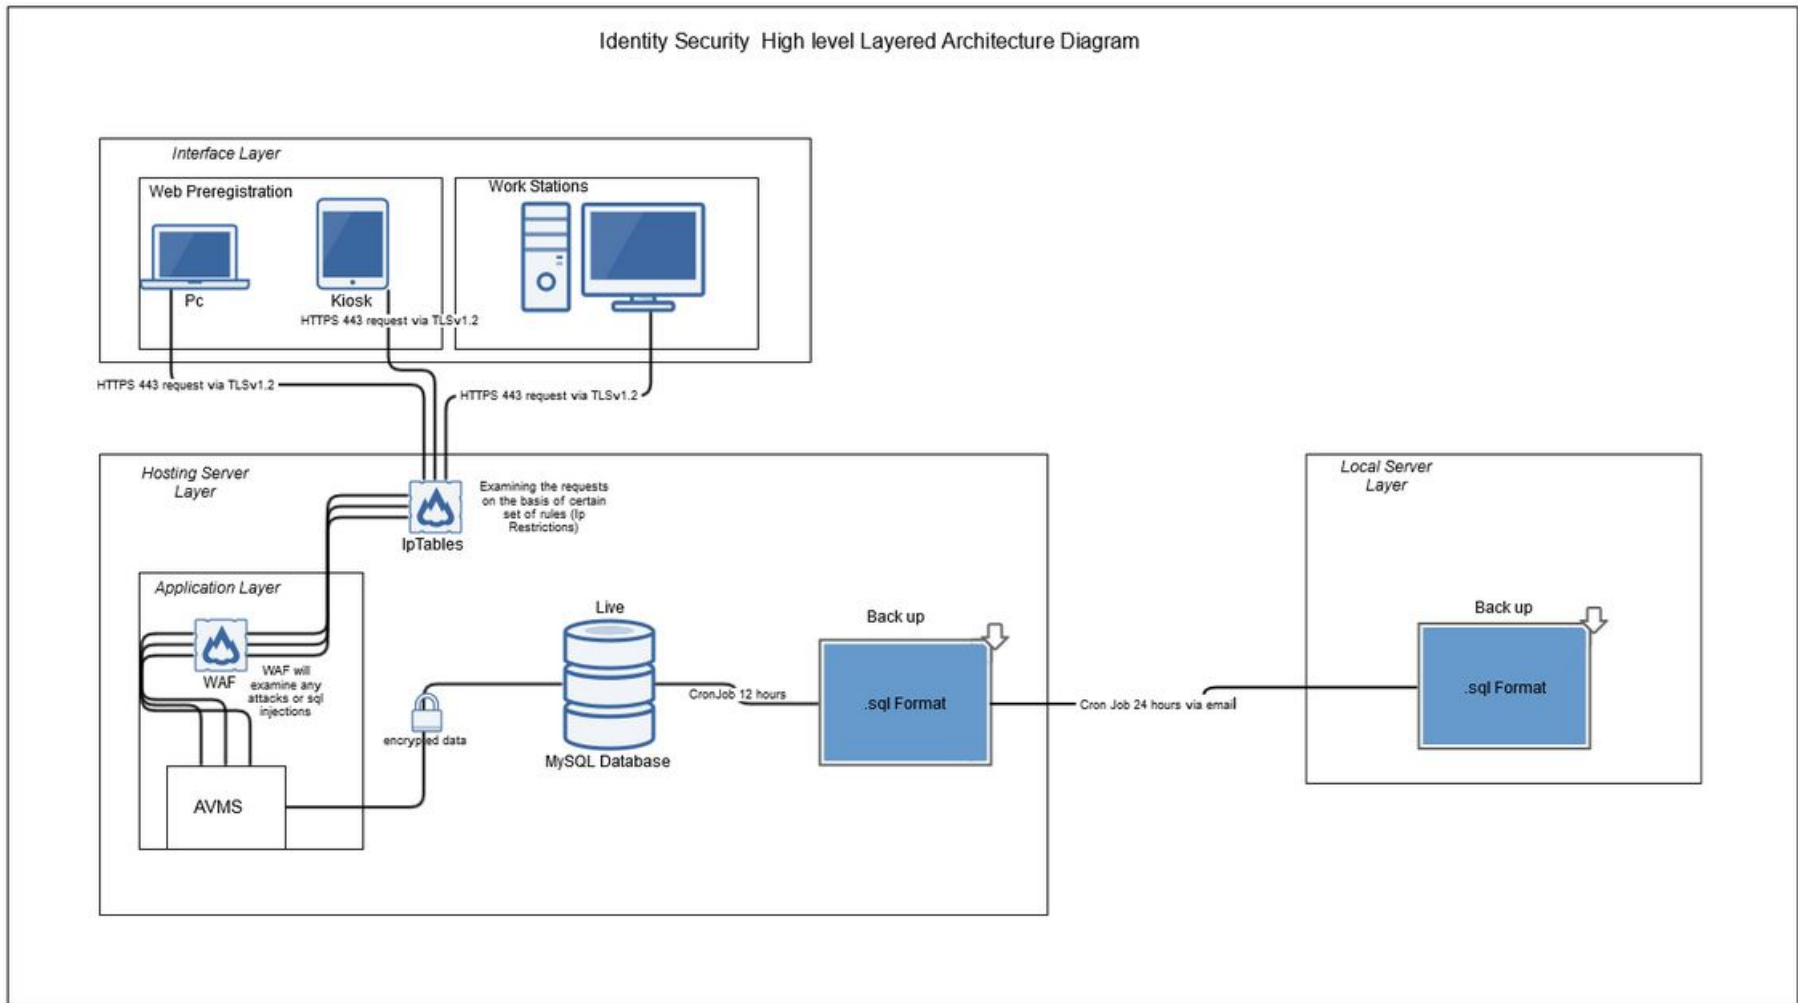 Identity Security  High level Layered Architecture Diagram
Interface Layer
Web Preregistration
Work Stations
Pc
Kiosk
HTTPS 443 request via TLSv1.2
HTTPS 443 request via TLSv1.2
HTTPS 443 request via TLSv1.2
Hosting Server
Layer
Examining the requests
on the basis of certain
set of rules (Ip
Restrictions)
IpTables
Application Layer
WAF
WAF will
examine any
attacks or sql
injections
AVMS
encrypted data
Live
MySQL Database
CronJob 12 hours
Back up
.sql Format
Cron Job 24 hours via email
Local Server
Layer
Back up
.sql Format